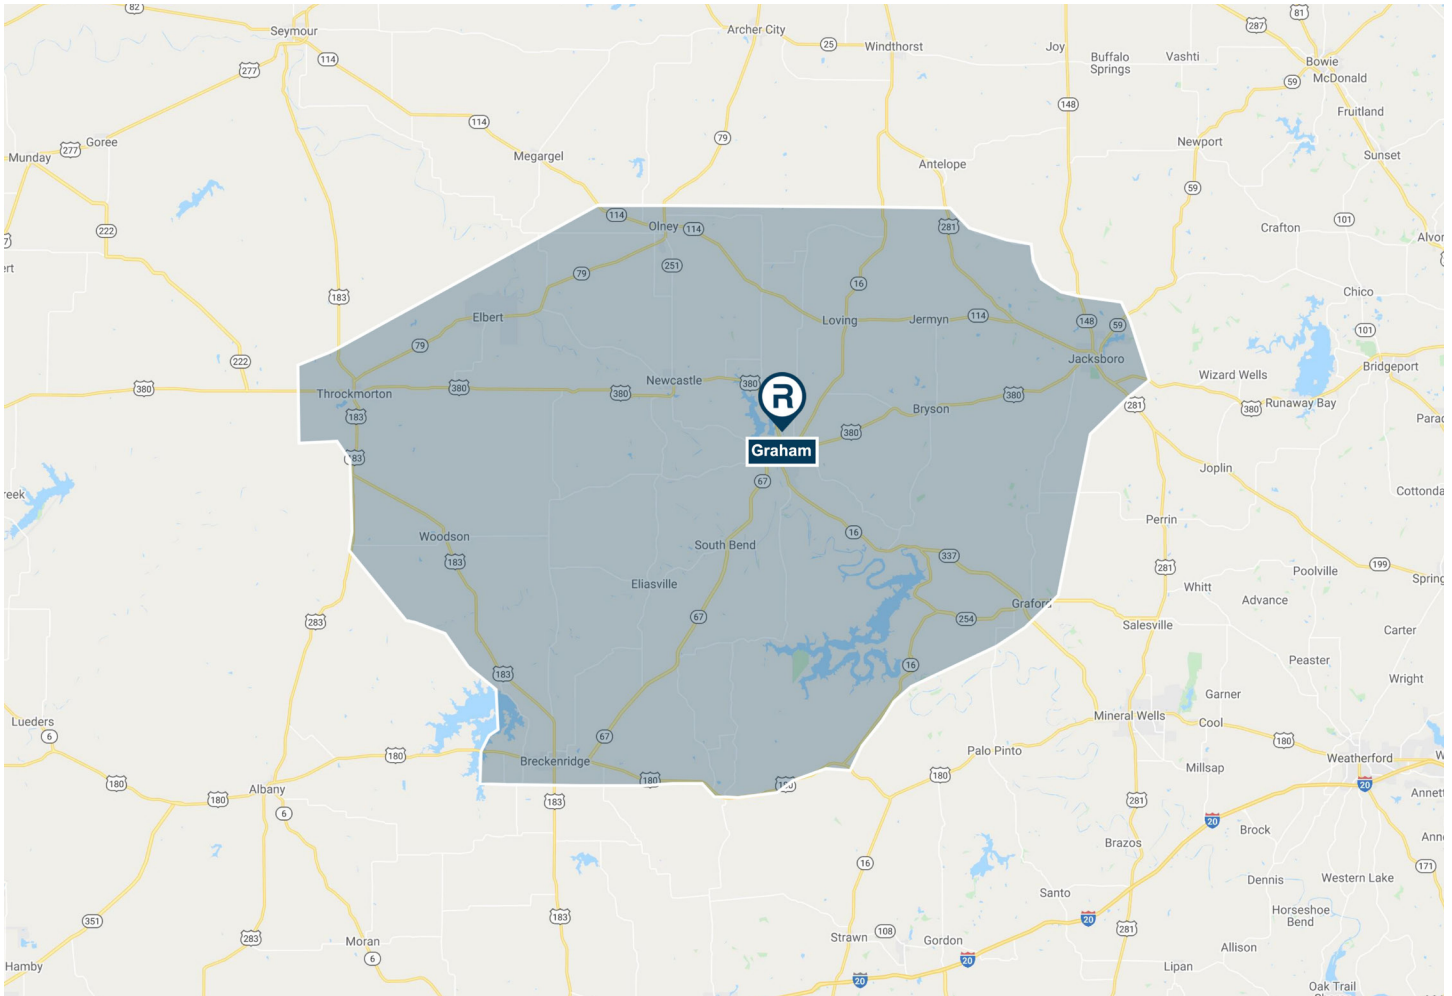 82
Seymour
Archer City
81
287
25
Windthorst
Joy
Buffalo
Springs
Vashti
Bowie
McDonald
114
277
59
148
Fruitland
114
79
Goree
277
Munday
Megargel
Antelope
Newport
Sunset
59
222
114
Olney
114
281
101
Crafton
251
79
16
183
Chico
Elbert
Loving
Jermyn
114
148
59
101
79
222
Jacksboro
Bridgeport
Wizard Wells
380
Throckmorton
380
380
Newcastle
380
R
Bryson
380
281
380
Runaway Bay
183
380
Graham
183
67
Joplin
Woodson
16
Perrin
South Bend
183
337
281
199
Poolville
Eliasville
Whitt
Advance
Graford
283
67
254
Salesville
Carter
16
Peaster
183
Wright
Garner
Lueders
6
67
Mineral Wells
Cool
180
180
Breckenridge
Palo Pinto
Weatherford
180
180
180
180
Millsap
20
Albany
180
183
281
6
20
Brock
Brazos
16
171
Dennis
Western Lake
Santo
351
183
20
281
Horseshoe
Bend
283
Moran
6
Strawn
108
Gordon
Allison
Hamby
20
20
Lipan
Oak Trail